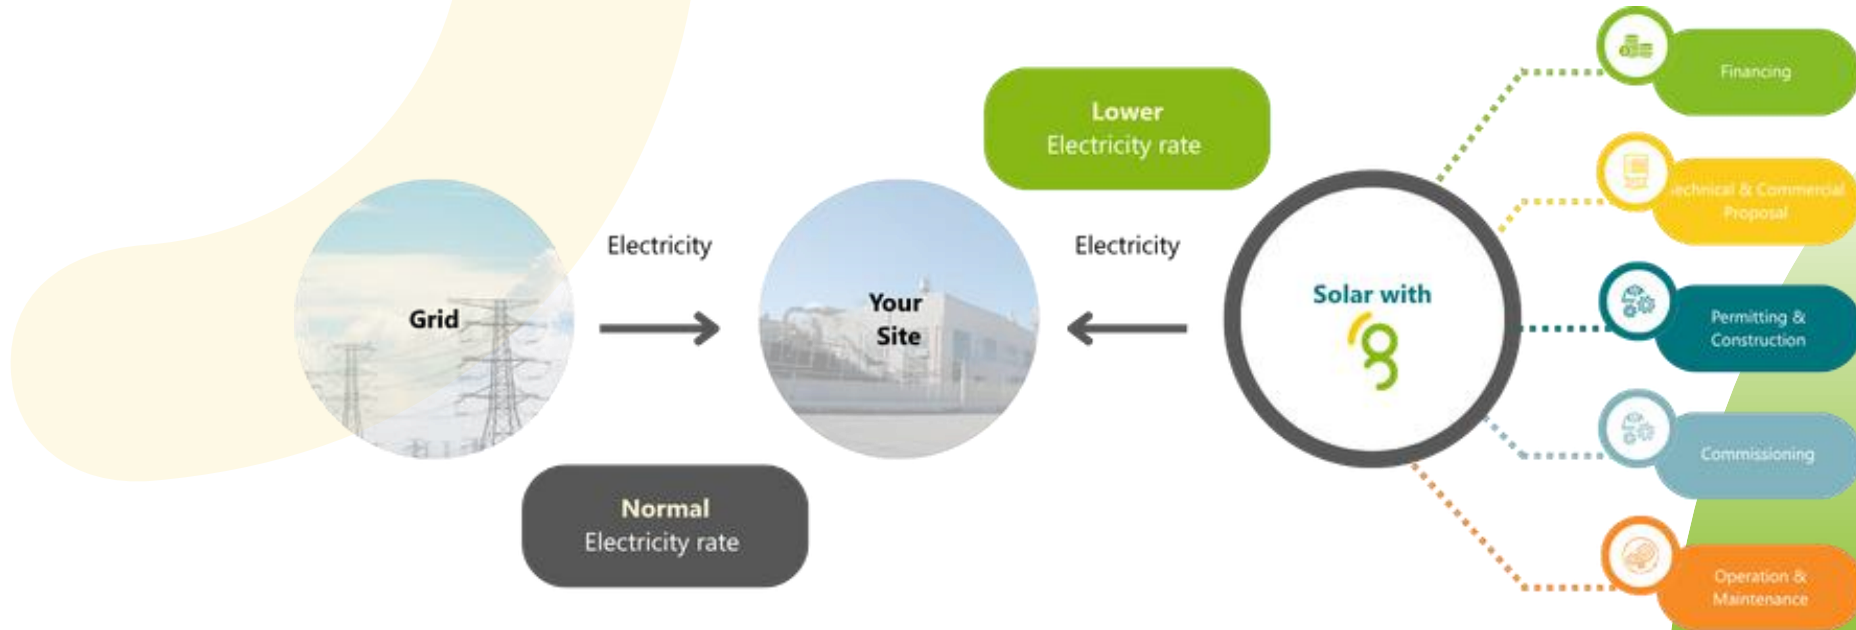 Financing
Lower
Electricity rate
Technical & Commercial
Proposal
Electricity
Electricity
Grid
Your
Site
Solar with
Permitting &
Construction
Commissioning
Normal
Electricity rate
Operation &
Maintenance